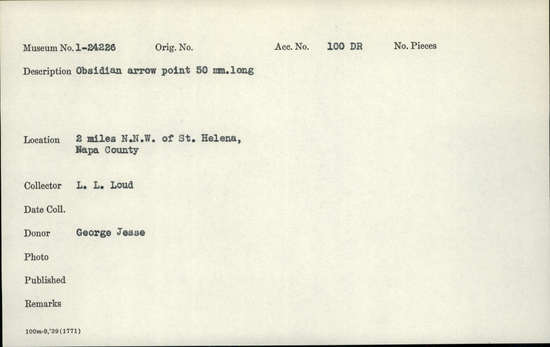 Museum No. 1-24226 Orig. No. Acc. No. 100 DR No. Pieces
Description Obsidian arrow point 50 mm.long
Location 2 miles N.N.W. of St. Helena,
Napa County
Collector L. L. Loud
Date Coll.
Donor George Jesse
Photo
Published
Remarks
100m-9,'39(1771)